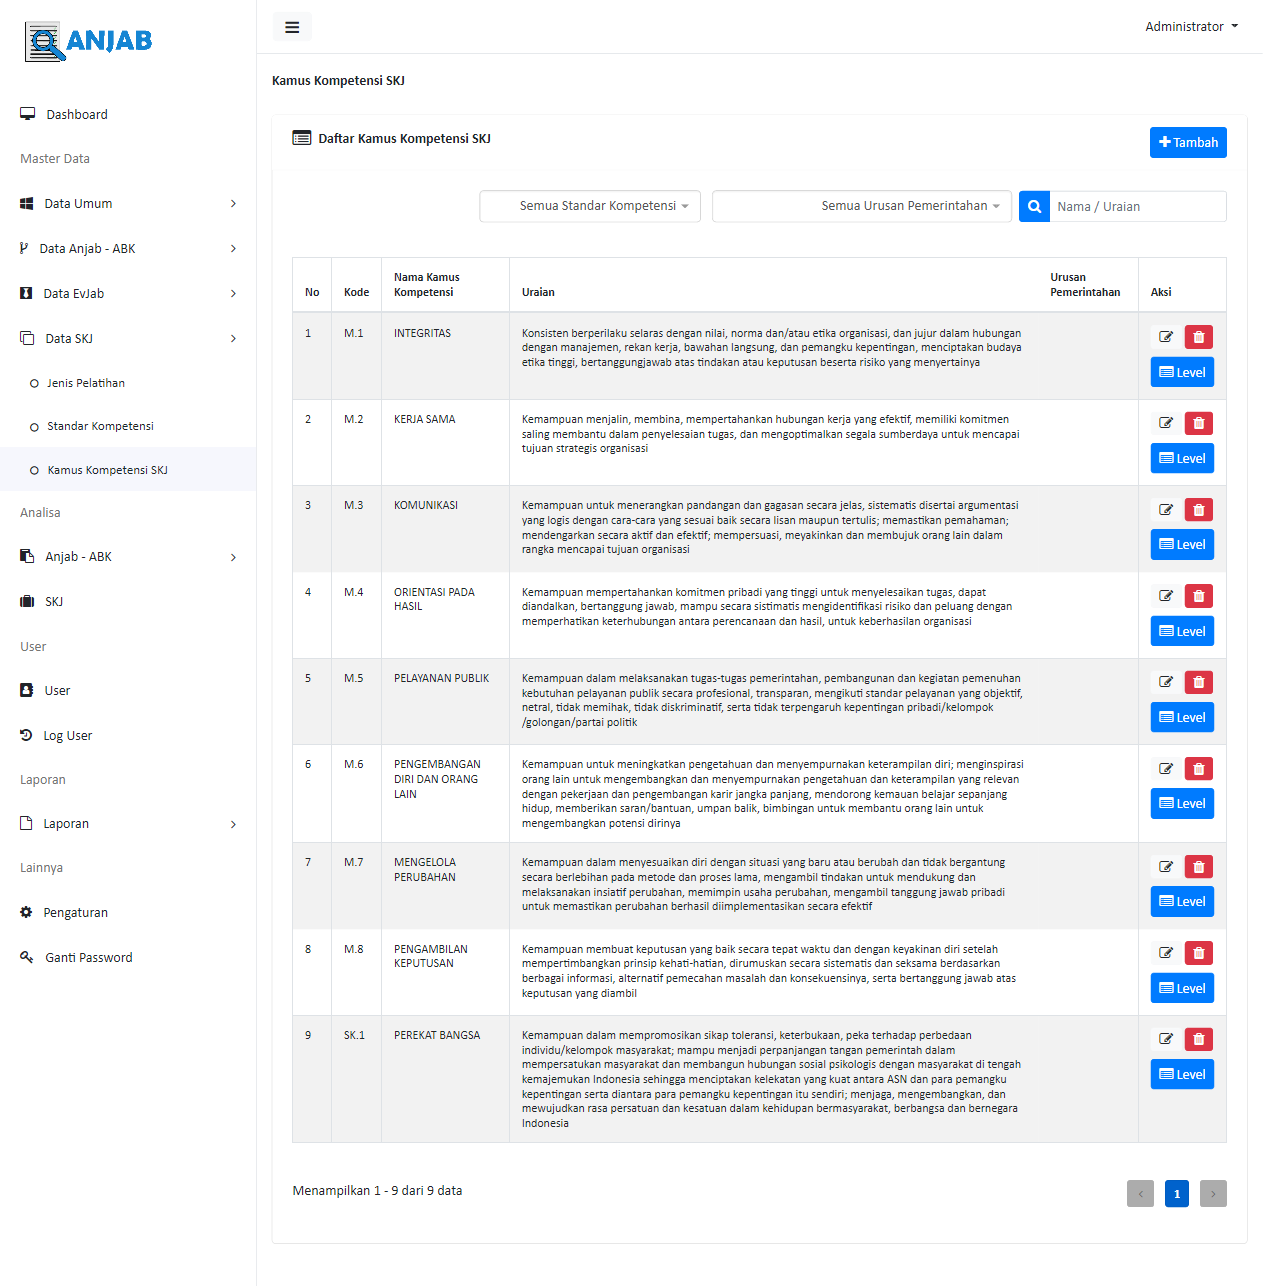 ANJAB
Administrator
Kamus Kompetensi SKJ
Dashboard
Master Data
Data Umum
Data Anjab - ABK
Data EvJab
Data SKJ
Jenis Pelatihan
Standar Kompetensi
Kamus Kompetensi SKJ
Analisa
Anjab - ABK
SKJ
User
User
Log User
Laporan
Laporan
Lainnya
Pengaturan
Ganti Password
Daftar Kamus Kompetensi SKJ
Tambah
Semua Standar Kompetensi
Semua Urusan Pemerintahan
Nama / Uraian
No
Kode
Nama Kamus
Kompetensi
Uraian
Urusan
Pemerintahan
Aksi
1
M.1
INTEGRITAS
Konsisten berperilaku selaras dengan nilai, norma dan/atau etika organisasi, dan jujur dalam hubungan
dengan manajemen, rekan kerja, bawahan langsung, dan pemangku kepentingan, menciptakan budaya
etika tinggi, bertanggungjawab atas tindakan atau keputusan beserta risiko yang menyertainya
Level
2
M.2
KERJA SAMA
Kemampuan menjalin, membina, mempertahankan hubungan kerja yang efektif, memiliki komitmen
saling membantu dalam penyelesaian tugas, dan mengoptimalkan segala sumberdaya untuk mencapai
tujuan strategis organisasi
Level
3
M.3
KOMUNIKASI
Kemampuan untuk menerangkan pandangan dan gagasan secara jelas, sistematis disertai argumentasi
yang logis dengan cara-cara yang sesuai baik secara lisan maupun tertulis; memastikan pemahaman;
mendengarkan secara aktif dan efektif; mempersuasi, meyakinkan dan membujuk orang lain dalam
rangka mencapai tujuan organisasi
Level
4
M.4
ORIENTASI PADA
HASIL
Kemampuan mempertahankan komitmen pribadi yang tinggi untuk menyelesaikan tugas, dapat
diandalkan, bertanggung jawab, mampu secara sistimatis mengidentifikasi risiko dan peluang dengan
memperhatikan keterhubungan antara perencanaan dan hasil, untuk keberhasilan organisasi
Level
5
M.5
PELAYANAN PUBLIK
Kemampuan dalam melaksanakan tugas-tugas pemerintahan, pembangunan dan kegiatan pemenuhan
kebutuhan pelayanan publik secara profesional, transparan, mengikuti standar pelayanan yang objektif,
netral, tidak memihak, tidak diskriminatif, serta tidak terpengaruh kepentingan pribadi/kelompok
/golongan/partai politik
Level
6
M.6
PENGEMBANGAN
DIRI DAN ORANG
LAIN
Kemampuan untuk meningkatkan pengetahuan dan menyempurnakan keterampilan diri; menginspirasi
orang lain untuk mengembangkan dan menyempurnakan pengetahuan dan keterampilan yang relevan
dengan pekerjaan dan pengembangan karir jangka panjang, mendorong kemauan belajar sepanjang
hidup, memberikan saran/bantuan, umpan balik, bimbingan untuk membantu orang lain untuk
mengembangkan potensi dirinya
Level
7
M.7
MENGELOLA
PERUBAHAN
Kemampuan dalam menyesuaikan diri dengan situasi yang baru atau berubah dan tidak bergantung
secara berlebihan pada metode dan proses lama, mengambil tindakan untuk mendukung dan
melaksanakan insiatif perubahan, memimpin usaha perubahan, mengambil tanggung jawab pribadi
untuk memastikan perubahan berhasil diimplementasikan secara efektif
Level
8
M.8
PENGAMBILAN
KEPUTUSAN
Kemampuan membuat keputusan yang baik secara tepat waktu dan dengan keyakinan diri setelah
mempertimbangkan prinsip kehati-hatian, dirumuskan secara sistematis dan seksama berdasarkan
berbagai informasi, alternatif pemecahan masalah dan konsekuensinya, serta bertanggung jawab atas
keputusan yang diambil
Level
9
SK.1
PEREKAT BANGSA
Kemampuan dalam mempromosikan sikap toleransi, keterbukaan, peka terhadap perbedaan
individu/kelompok masyarakat; mampu menjadi perpanjangan tangan pemerintah dalam
mempersatukan masyarakat dan membangun hubungan sosial psikologis dengan masyarakat di tengah
kemajemukan Indonesia sehingga menciptakan kelekatan yang kuat antara ASN dan para pemangku
kepentingan serta diantara para pemangku kepentingan itu sendiri; menjaga, mengembangkan, dan
mewujudkan rasa persatuan dan kesatuan dalam kehidupan bermasyarakat, berbangsa dan bernegara
Indonesia
Level
Menampilkan 1 - 9 dari 9 data
‹ 1 ›